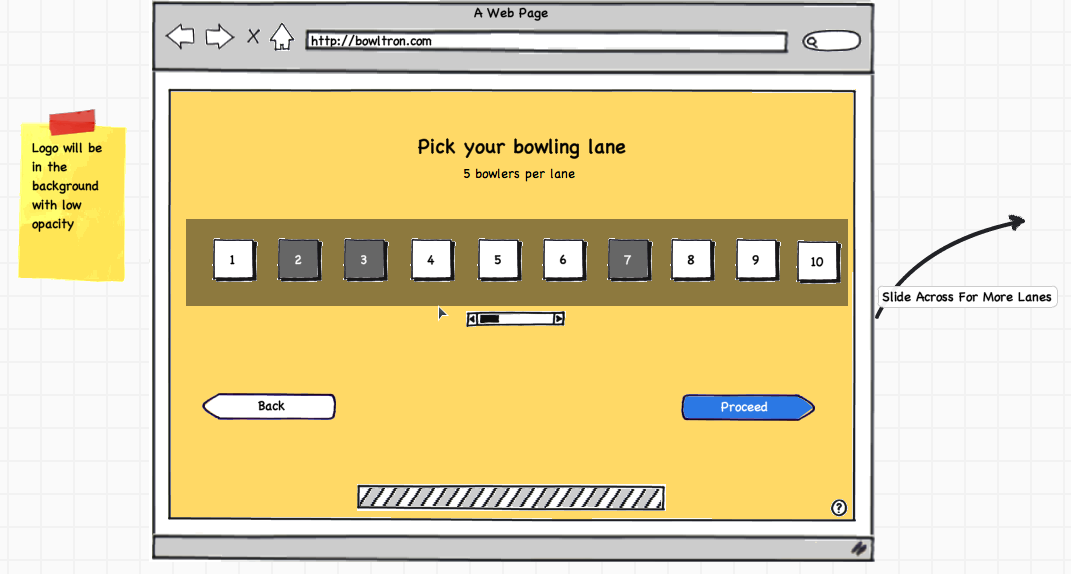 A Web Page
X
http://bowltron.com
Logo will be
in the
background
with low
opacity
Pick your bowling lane
5 bowlers per lane
1 2 3 4 5 6 7 8 9 10
Slide Across For More Lanes
Back
Proceed
?